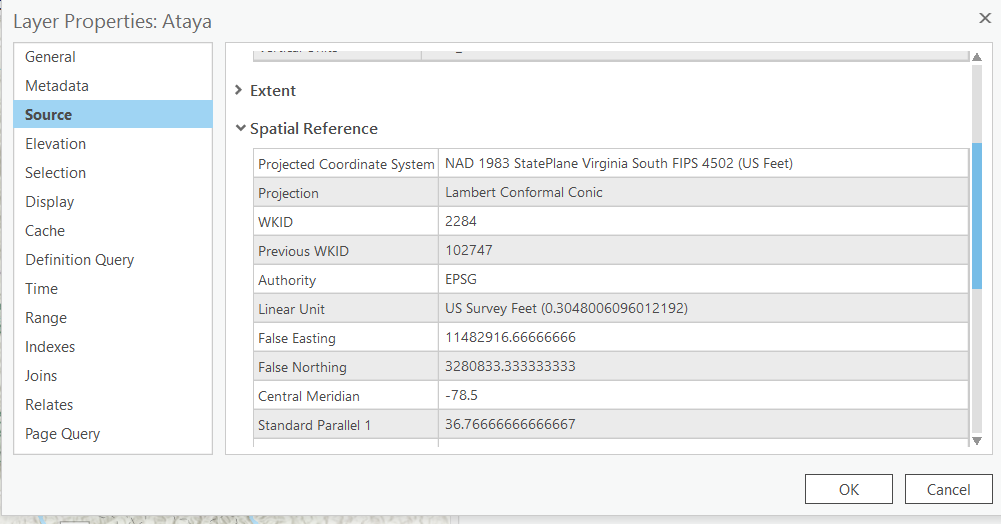 Layer Properties: Ataya
General
Metadata
Source
Elevation
Selection
Display
Cache
Definition Query
Time
Range
Indexes
Joins
Relates
Page Query
Extent
Spatial Reference
Projected Coordinate System NAD 1983 StatePlane Virginia South FIPS 4502 (US Feet)
Projection Lambert Conformal Conic
WKID 2284
Previous WKID 102747
Authority EPSG
Linear Unit US Survey Feet (0.3048006096012192)
False Easting 11482916.66666666
False Northing 3280833.333333333
Central Meridian -78.5
Standard Parallel 1 36.76666666666667
OK Cancel